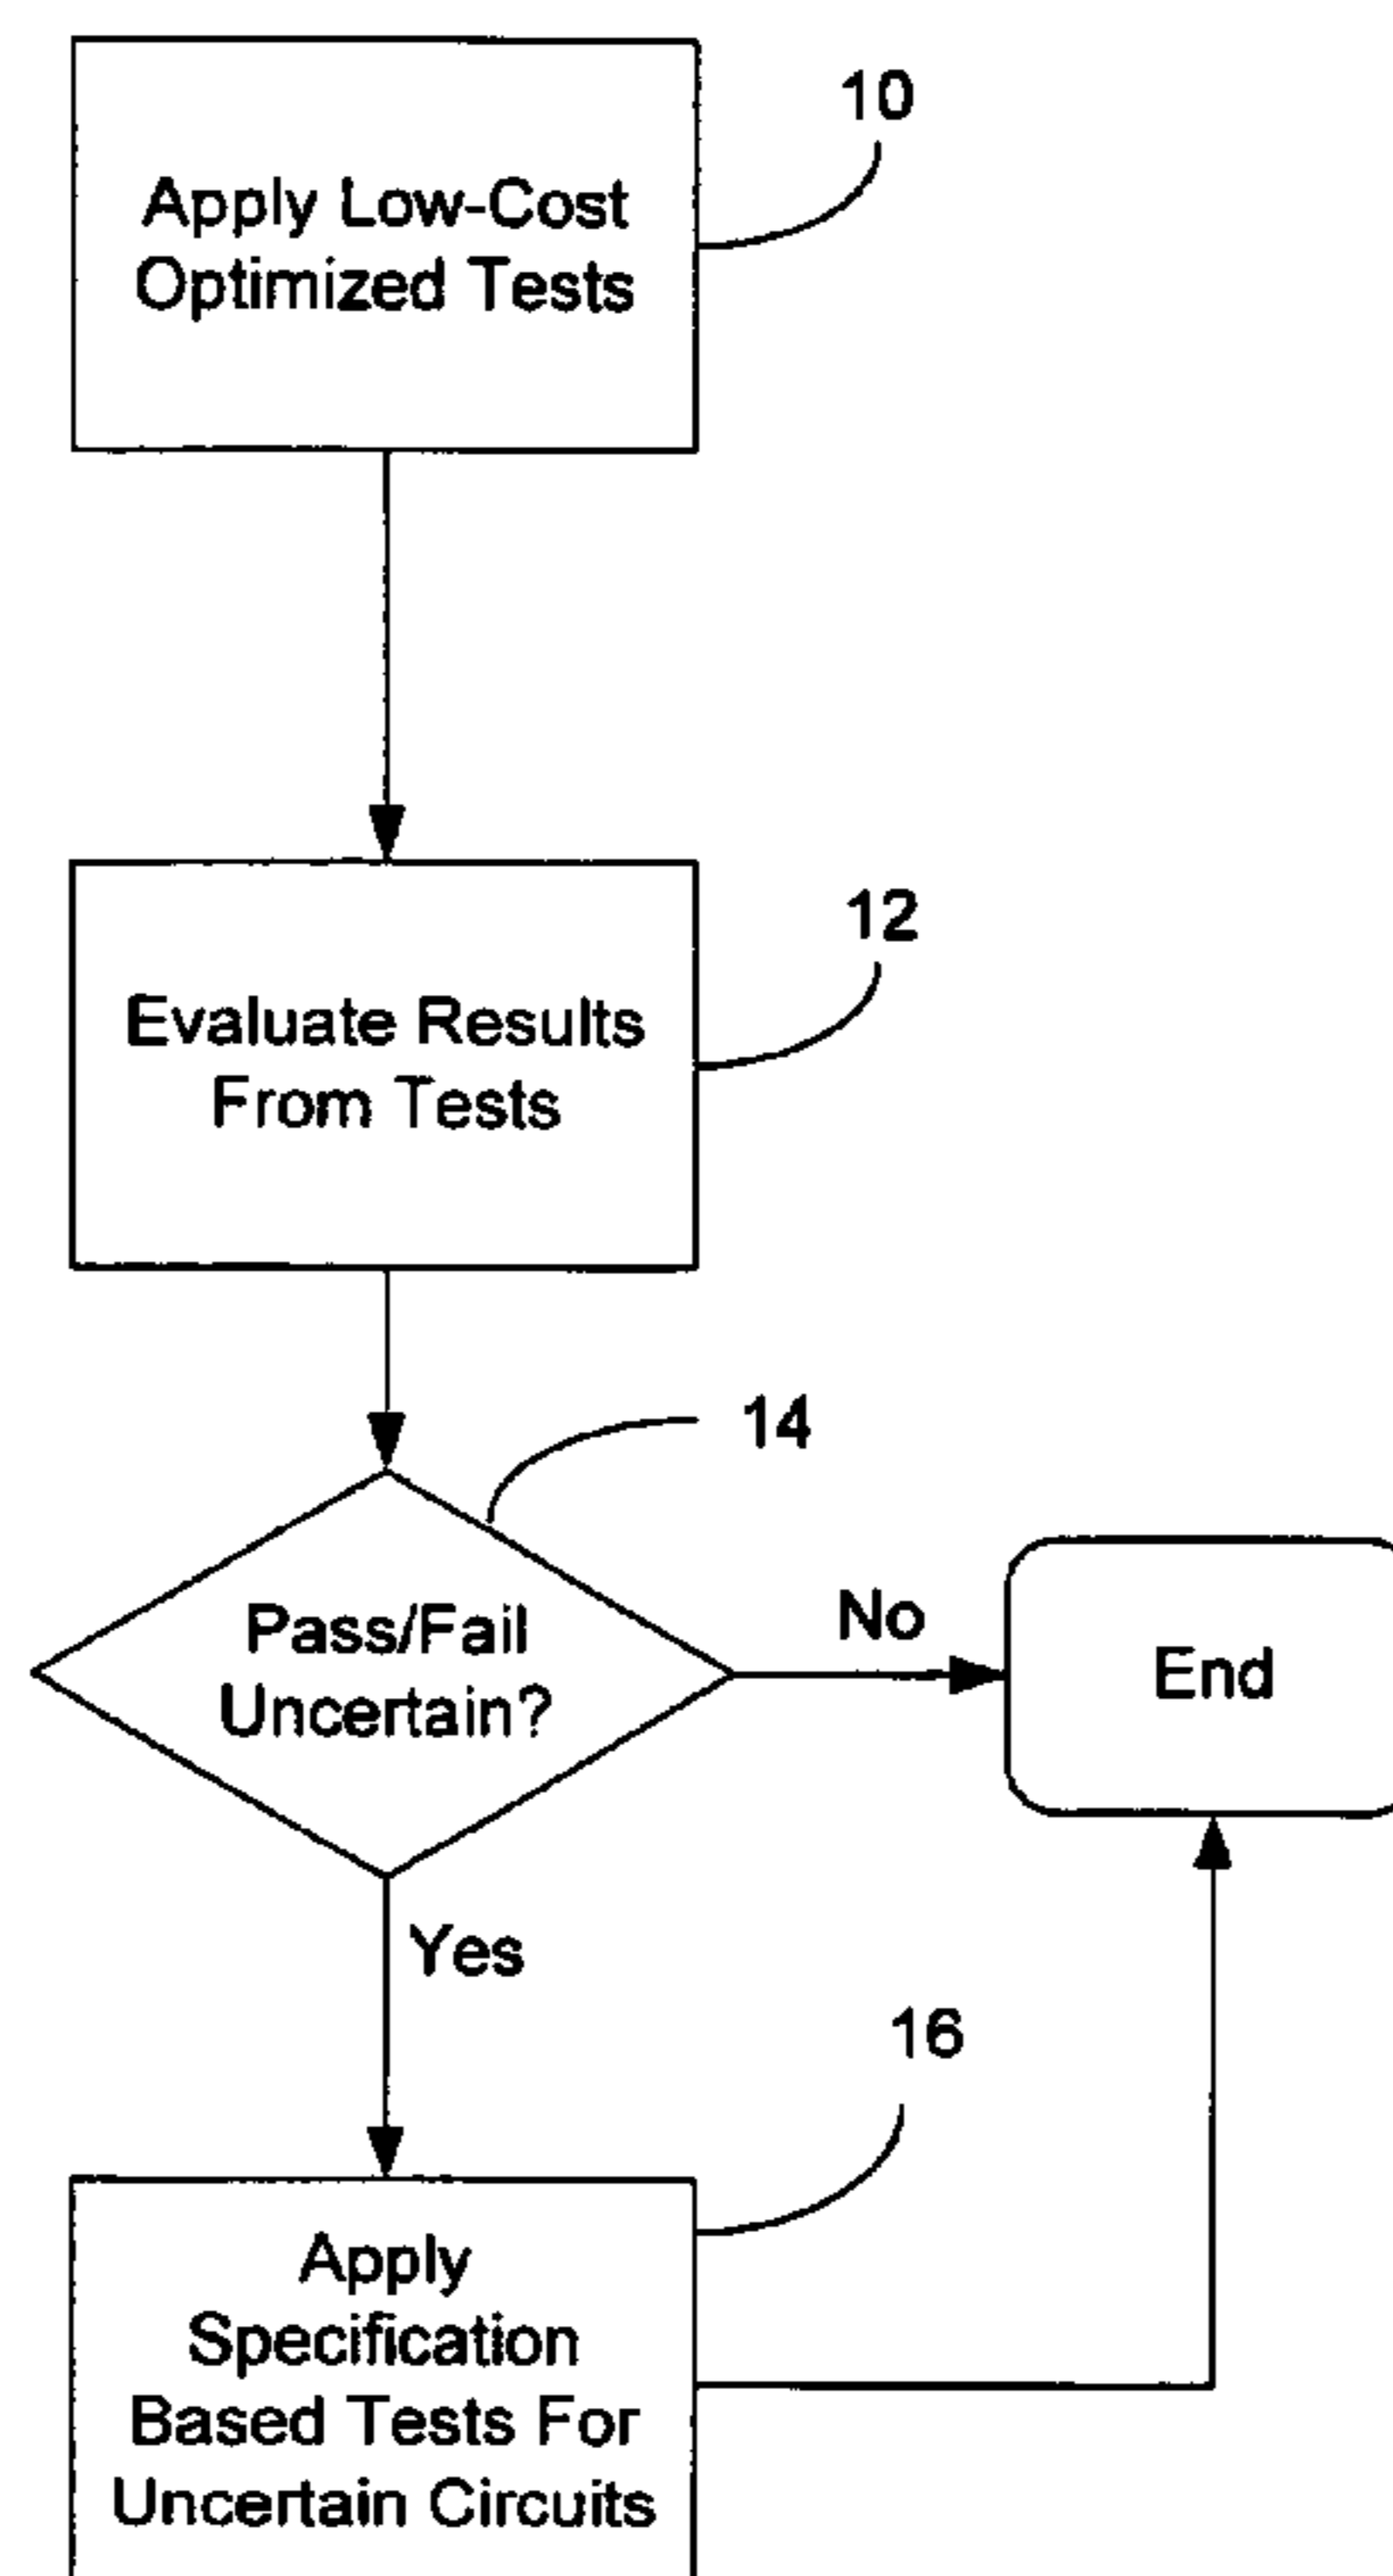 10
Apply Low-Cost
Optimized Tests
12
Evaluate Results
From Tests
14
Pass/Fail
Uncertain?
No
End
Yes
16
Apply
Specification
Based Tests For
Uncertain Circuits